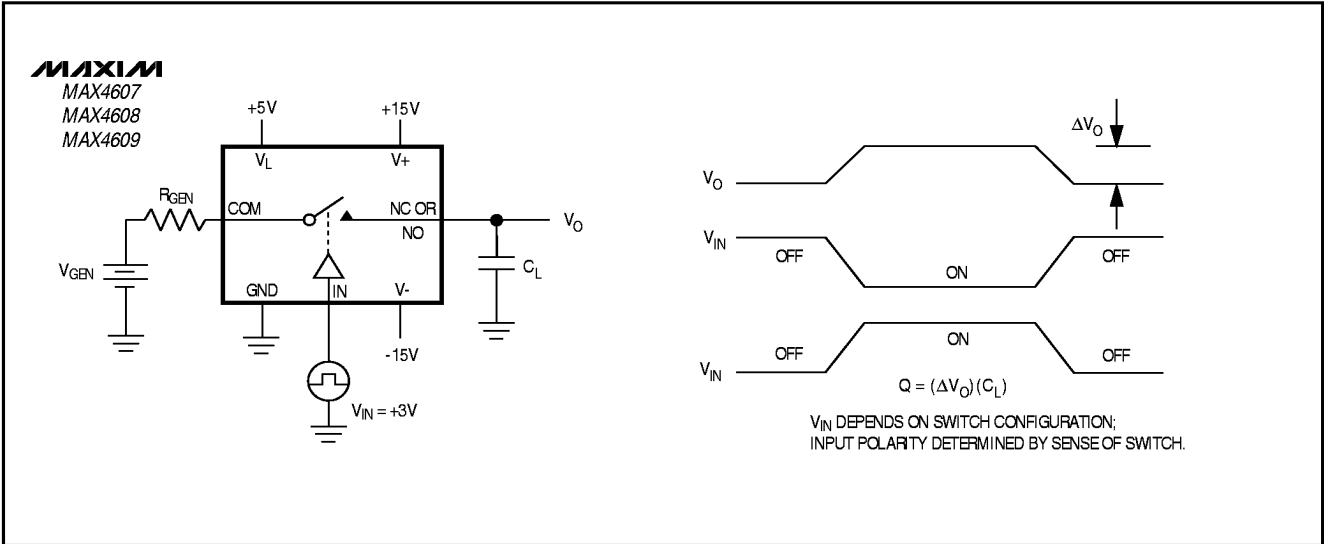 MAXIM
MAX4607
MAX4608
MAX4609
+5V
+15V
VL
V+
RGEN
COM
NC OR
NO
VO
VGEN
CL
GND
IN
V-
-15V
VIN = +3V
ΔVO
VO
VIN
OFF
ON
OFF
VIN
OFF
ON
OFF
Q = (ΔVO)(CL)
VIN DEPENDS ON SWITCH CONFIGURATION;
INPUT POLARITY DETERMINED BY SENSE OF SWITCH.